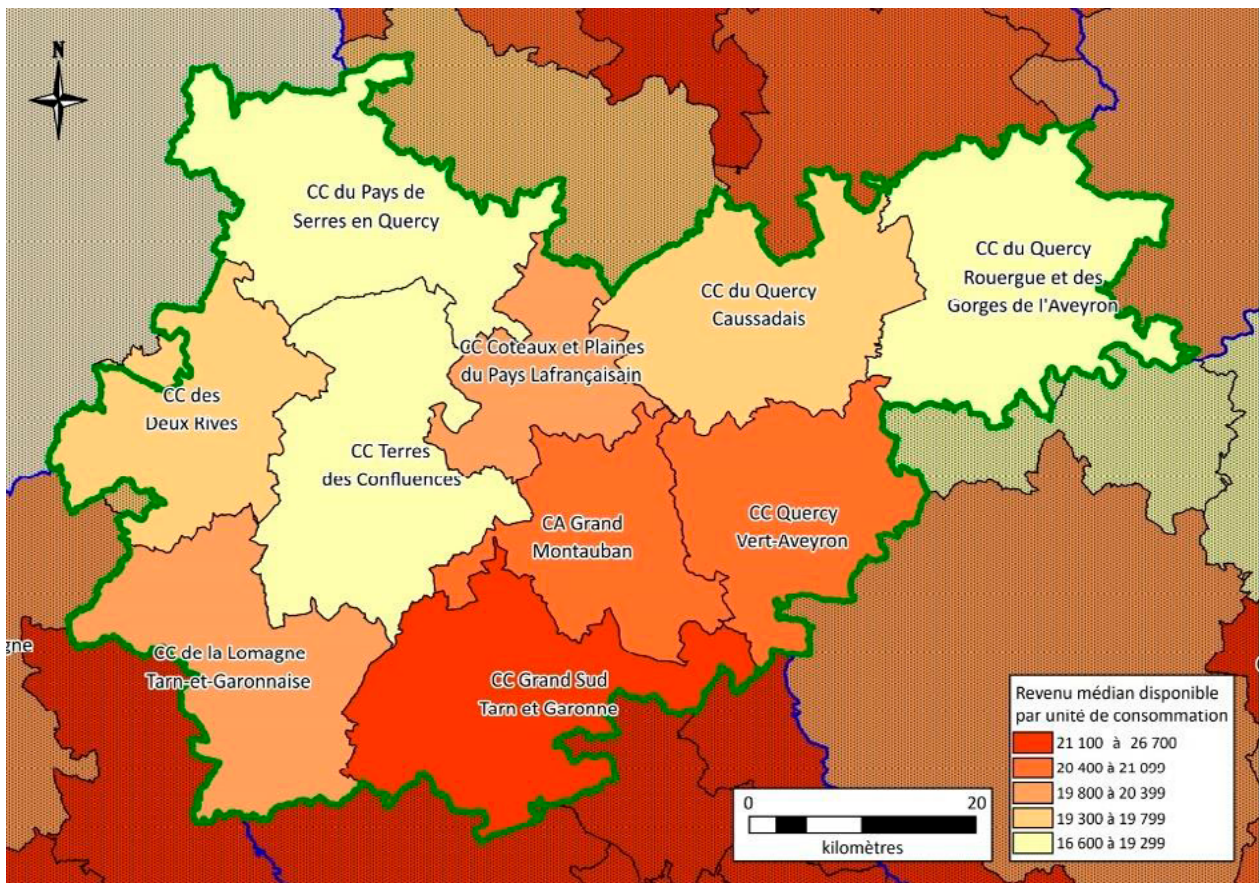 N
CC du Pays de
Serres en Quercy
CC du Quercy
Rouergue et des
Gorges de l'Aveyron
CC du Quercy
Caussadais
CC Coteaux et Plaines
du Pays Lafrançaisain
CC des
Deux Rives
CC Terres
des Confluences
CA Grand
Montauban
CC Quercy
Vert-Aveyron
gne
CC de la Lomagne
Tarn-et-Garonnaise
CC Grand Sud
Tarn et Garonne
Revenu médian disponible
par unité de consommation
21 100 à 26 700
20 400 à 21 099
19 800 à 20 399
19 300 à 19 799
16 600 à 19 299
0 20
kilomètres